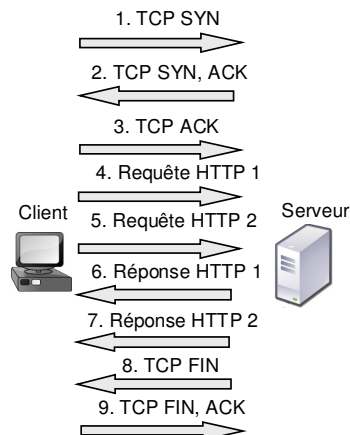 1. TCP SYN
2. TCP SYN, ACK
3. TCP ACK
4. Requête HTTP 1
Client
5. Requête HTTP 2
Serveur
6. Réponse HTTP 1
7. Réponse HTTP 2
8. TCP FIN
9. TCP FIN, ACK